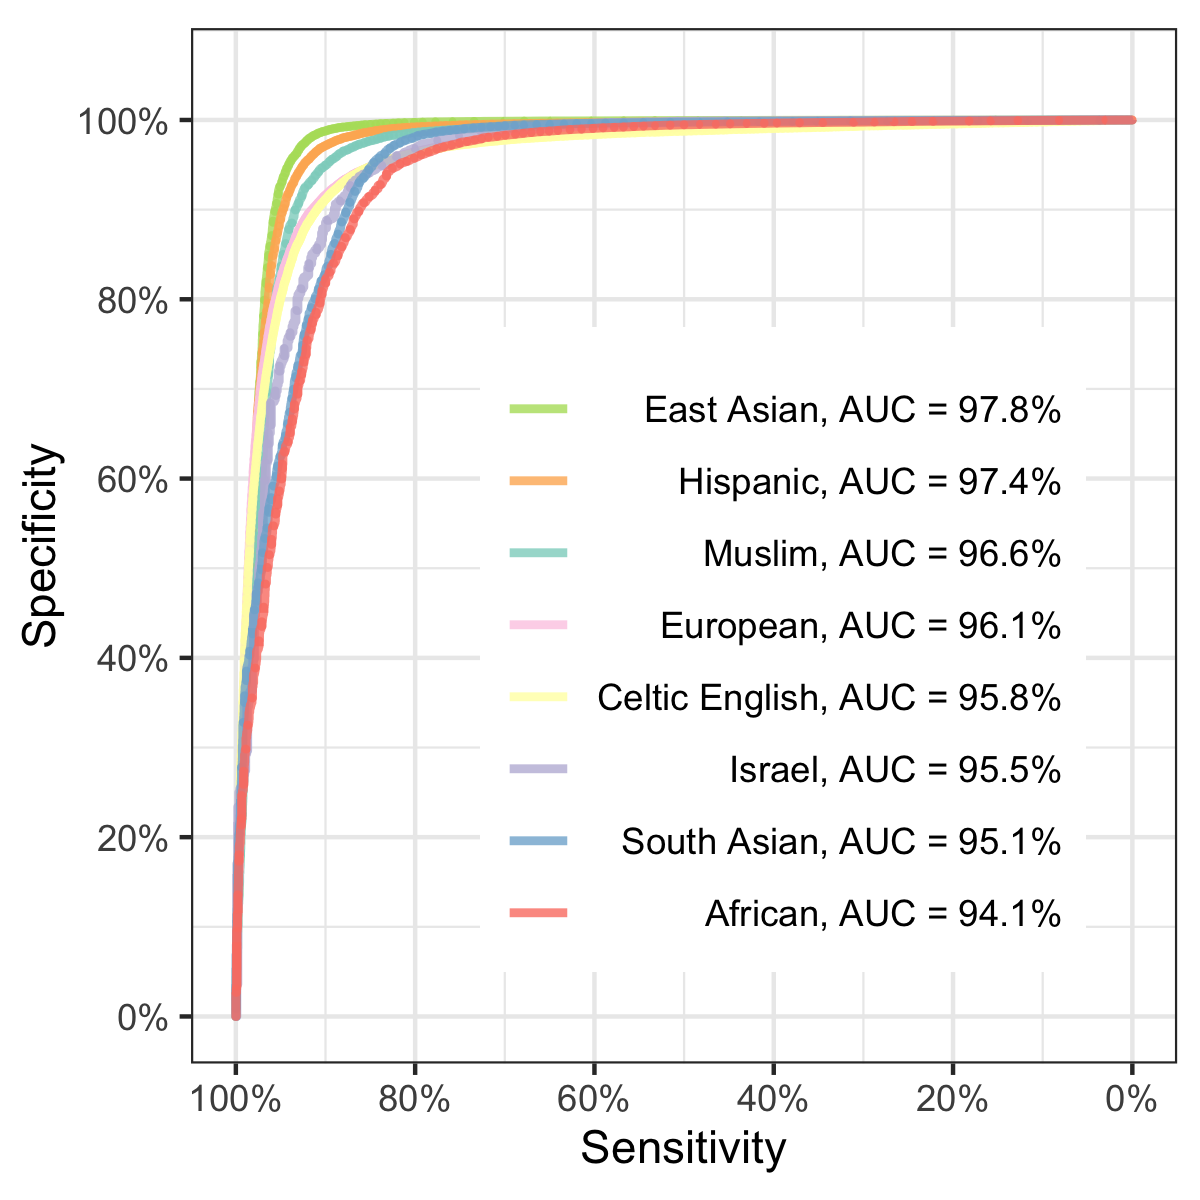 100%
80%
60%
40%
20%
0%
Specificity
East Asian, AUC = 97.8%
Hispanic, AUC = 97.4%
Muslim, AUC = 96.6%
European, AUC = 96.1%
Celtic English, AUC = 95.8%
Israel, AUC = 95.5%
South Asian, AUC = 95.1%
African, AUC = 94.1%
100% 80% 60% 40% 20% 0%
Sensitivity